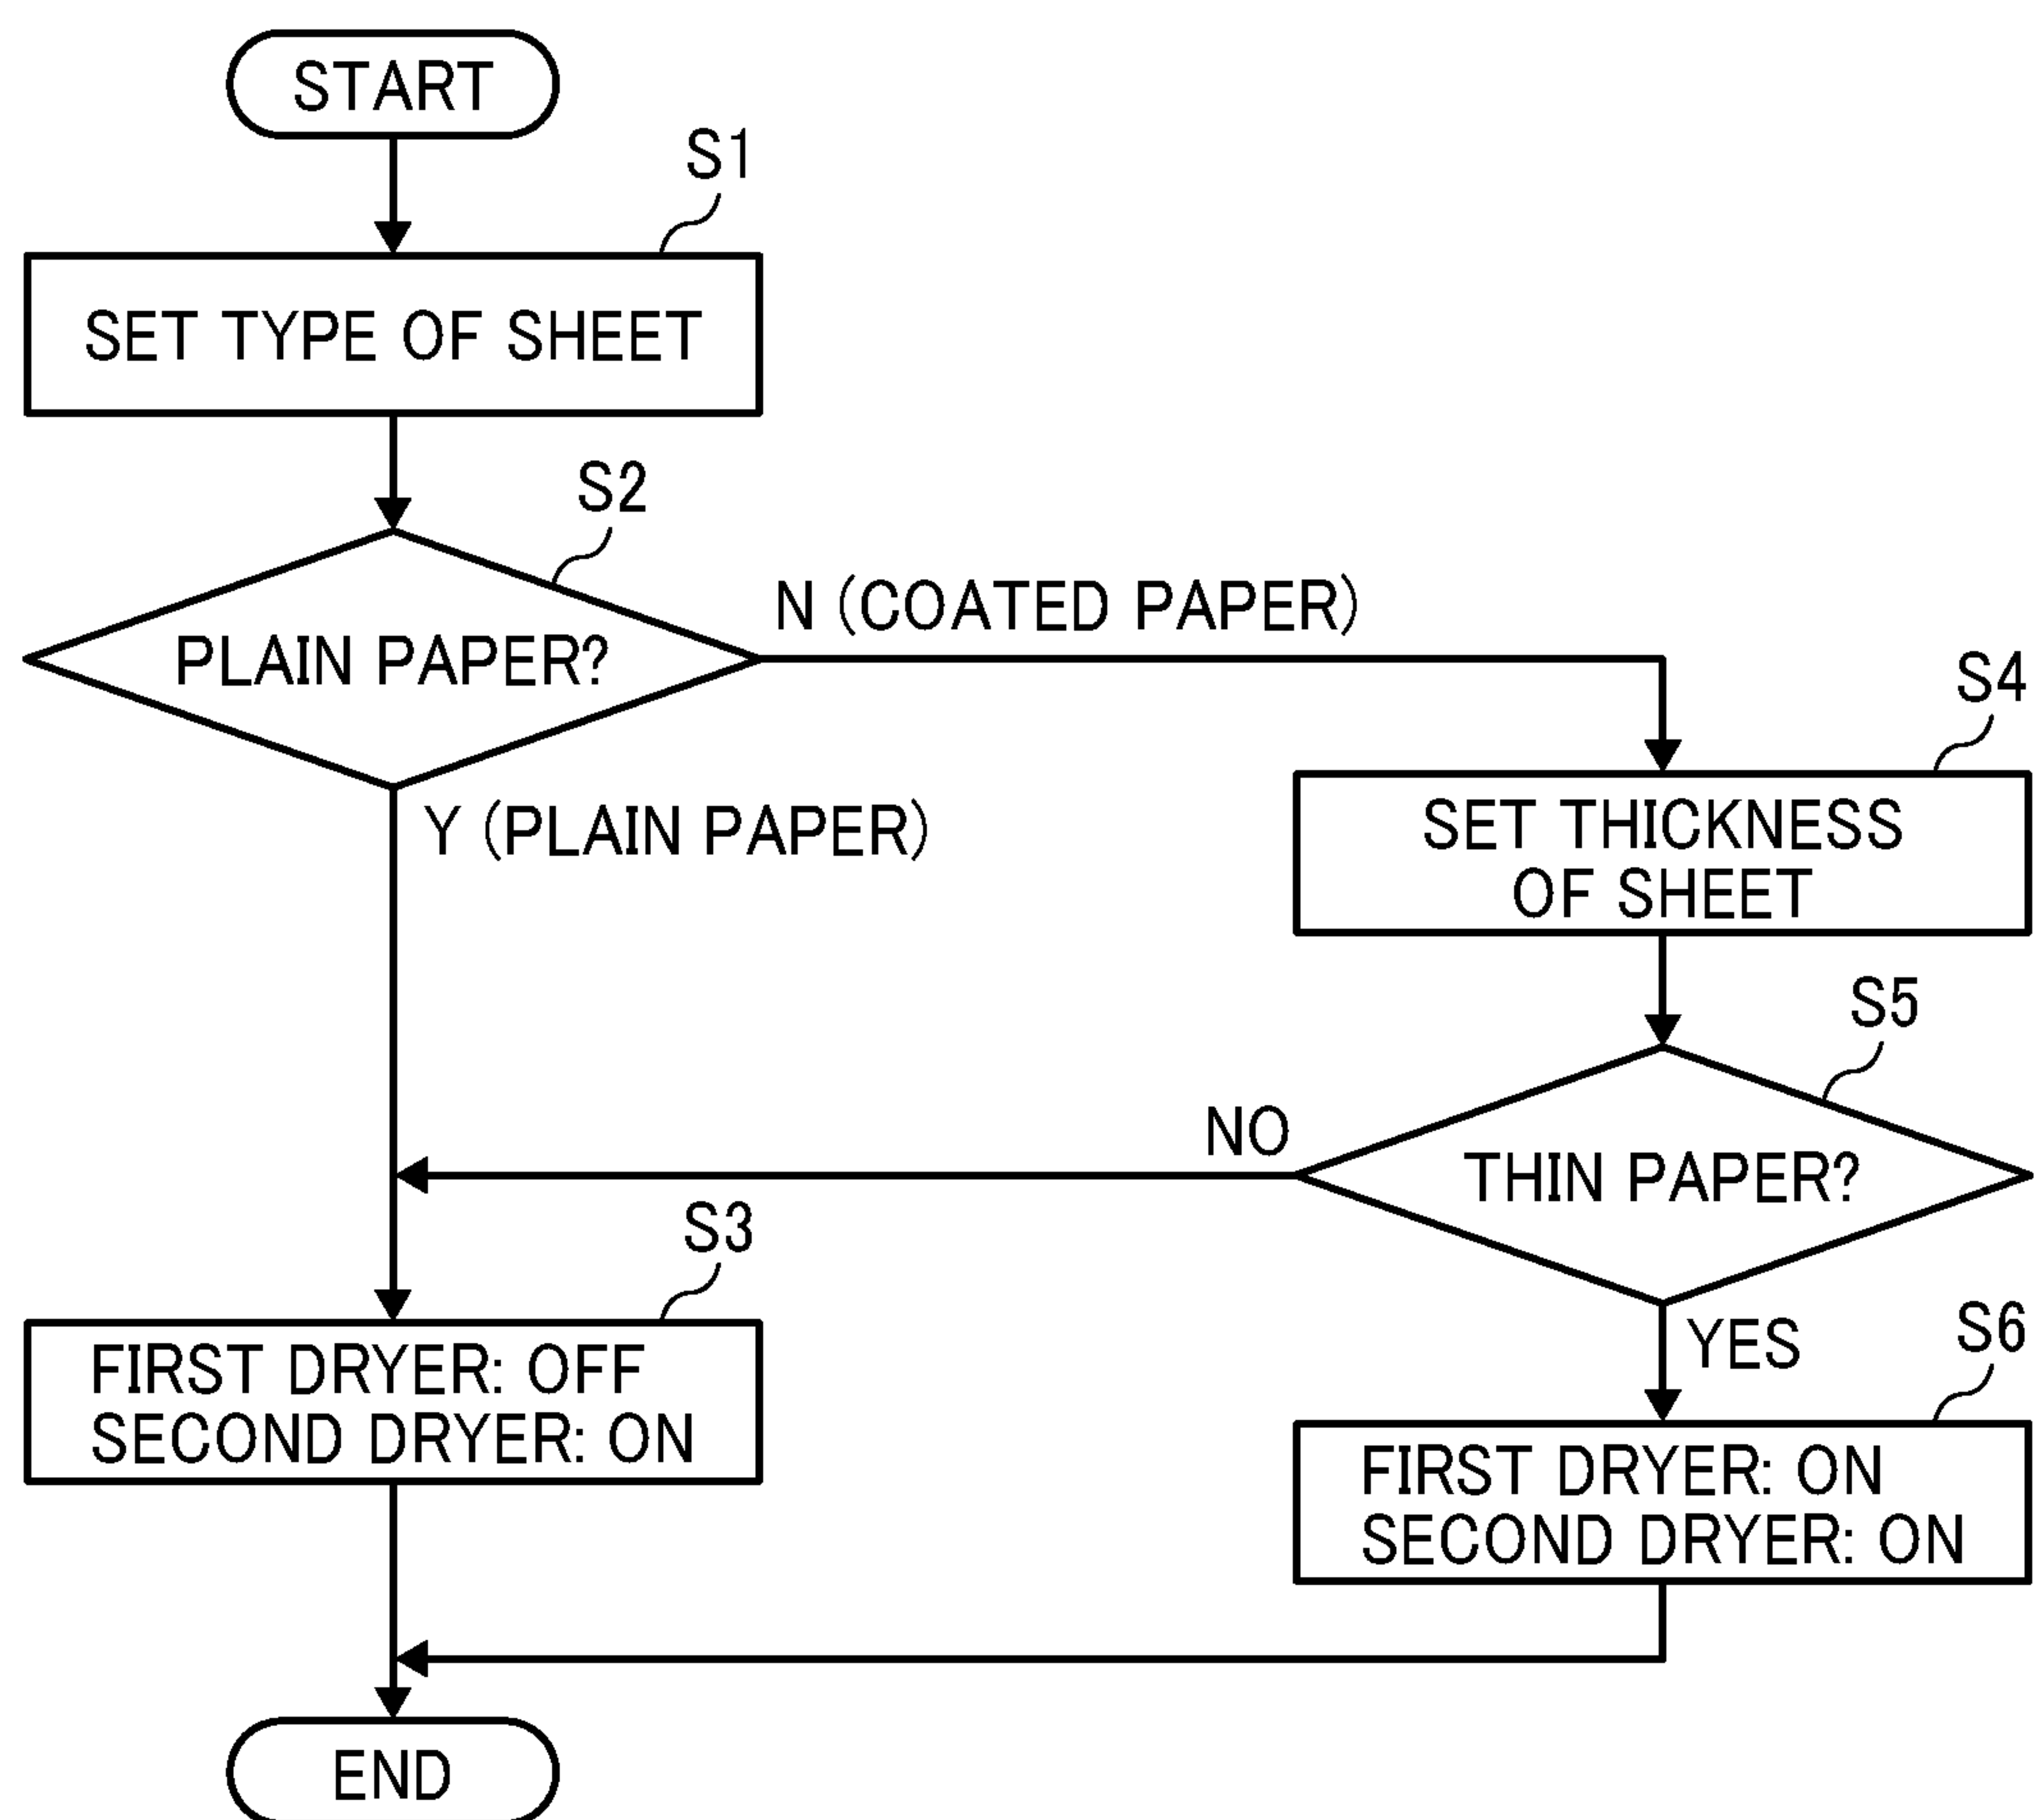 START
S1
SET TYPE OF SHEET
S2
PLAIN PAPER?
N (COATED PAPER)
Y (PLAIN PAPER)
S4
SET THICKNESS
OF SHEET
S5
THIN PAPER?
NO
YES
S3
FIRST DRYER: OFF
SECOND DRYER: ON
S6
FIRST DRYER: ON
SECOND DRYER: ON
END